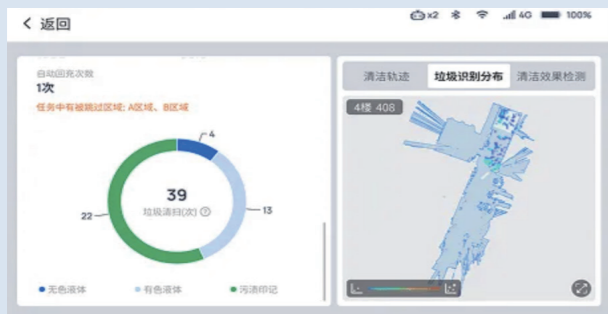 返回
x2
4G
100%
自动回充次数
1次
任务中有被跳过区域: A区域、B区域
4
39
垃圾清扫(次)
22
13
无色液体
有色液体
污渍印记
清洁轨迹
垃圾识别分布
清洁效果检测
4楼 408